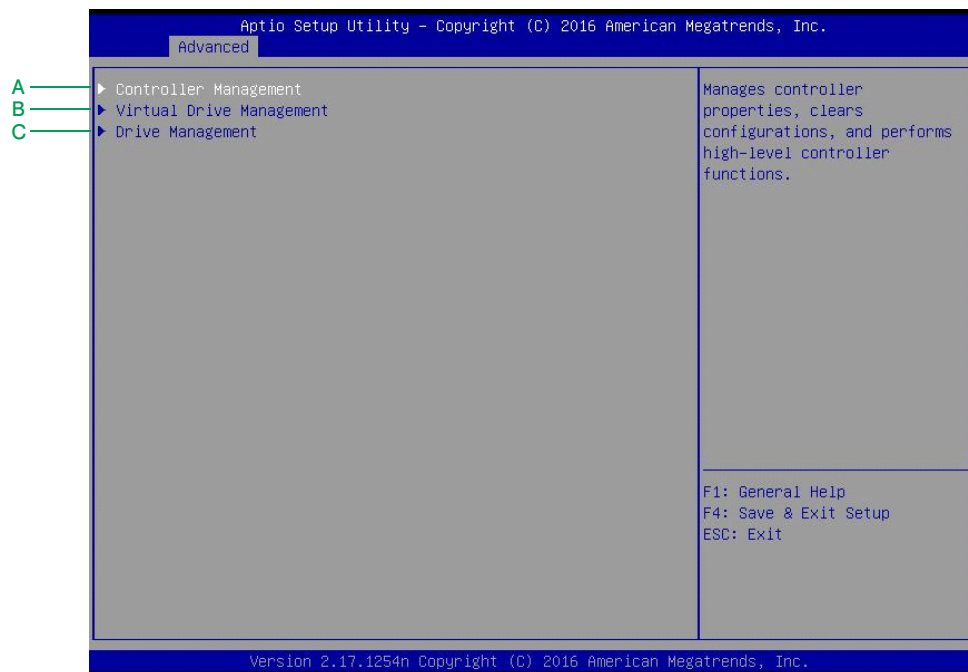 Aptio Setup Utility – Copyright (C) 2016 American Megatrends, Inc.
Advanced
A
B
C
Controller Management
Virtual Drive Management
Drive Management
Manages controller
properties, clears
configurations, and performs
high-level controller
functions.
F1: General Help
F4: Save & Exit Setup
ESC: Exit
Version 2.17.1254n Copyright (C) 2016 American Megatrends, Inc.